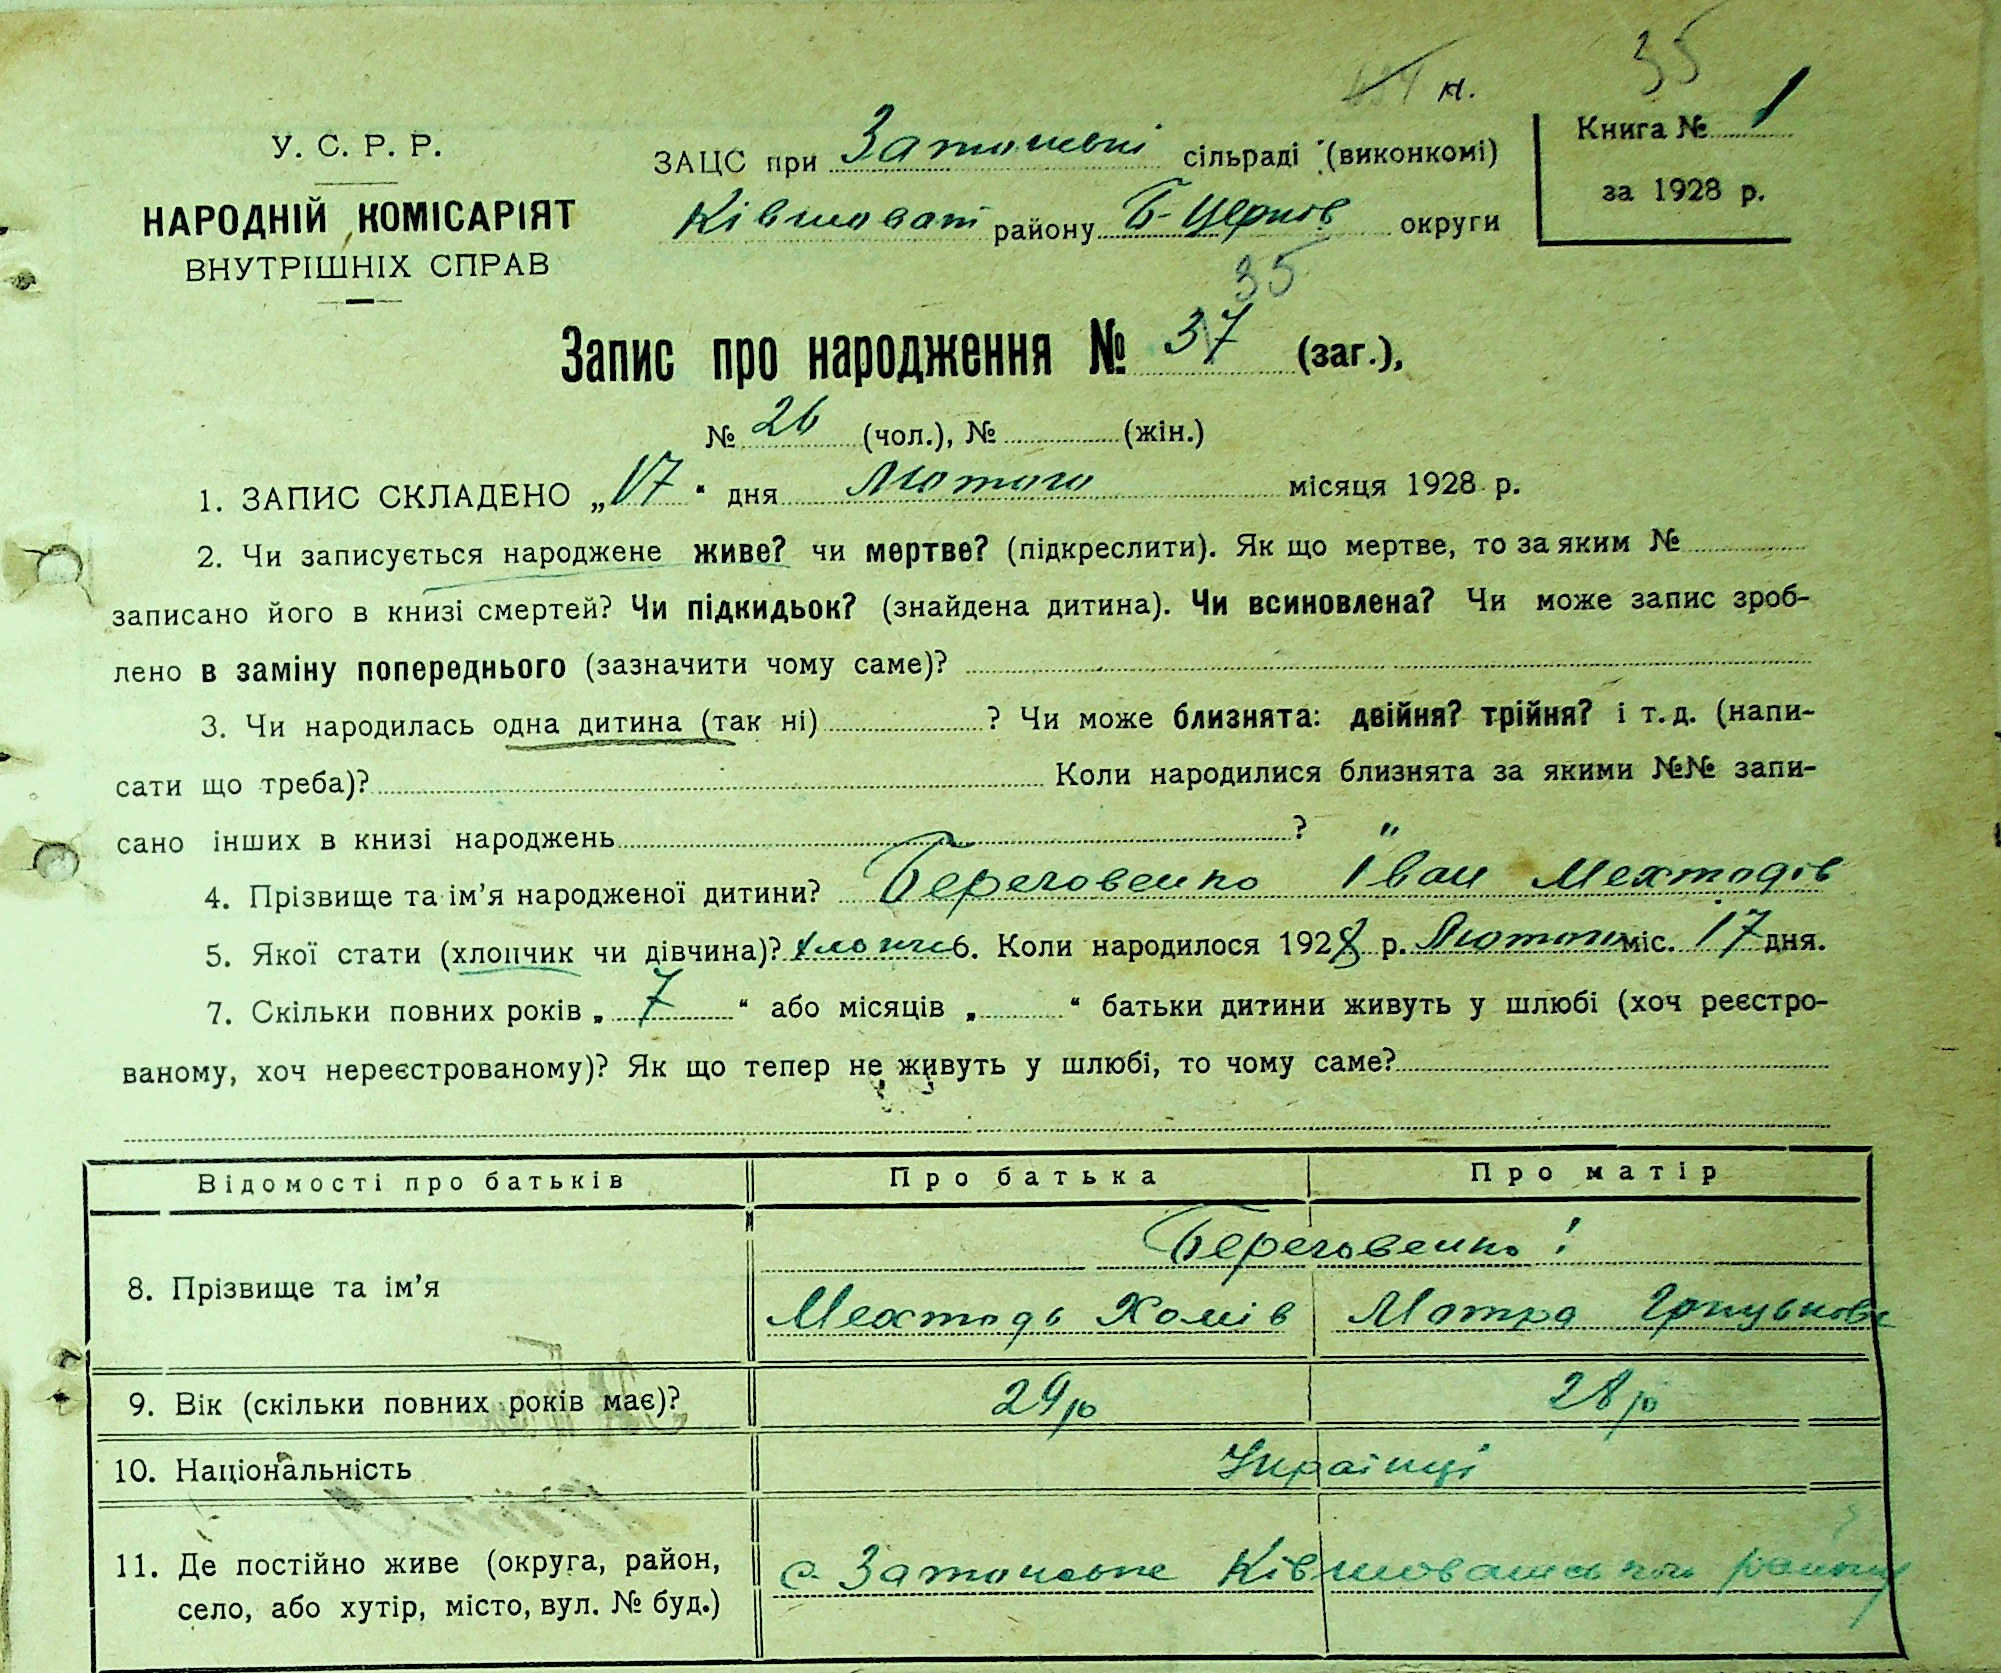 35
н.
У. С. Р. Р.
НАРОДНІЙ КОМІСАРІЯТ
ВНУТРІШНІХ СПРАВ
ЗАЦС при сільраді (виконкомі)
Ківшоват району Б-Церков округи
Книга № 1
за 1928 р.
35
Запис про народження № 37 (заг.),
№ 26 (чол.), № (жін.)
1. ЗАПИС СКЛАДЕНО „17“ дня Лютого місяця 1928 р.
2. Чи записується народжене живе? чи мертве? (підкреслити). Як що мертве, то за яким №
записано його в книзі смертей? Чи підкидьок? (знайдена дитина). Чи всиновлена? Чи може запис зроб-
лено в заміну попереднього (зазначити чому саме)?
3. Чи народилась одна дитина (так ні) ? Чи може близнята: двійня? трійня? і т. д. (напи-
сати що треба)? Коли народилися близнята за якими №№ запи-
сано інших в книзі народжень ? "
4. Прізвище та ім’я народженої дитини? Береговенко Іван Мехтодів
5. Якої стати (хлопчик чи дівчина)? хлопч 6. Коли народилося 1928 р. Лютого міс. 17 дня.
7. Скільки повних років „ 7 “ або місяців „ “ батьки дитини живуть у шлюбі (хоч реєстро-
ваному, хоч нереєстрованому)? Як що тепер не живуть у шлюбі, то чому саме?
Відомості про батьків Про батька Про матір
Береговенко !
8. Прізвище та ім’я Мехтодь Хомів Мотра
9. Вік (скільки повних років має)? 29 р 28 р
10. Національність Українці
11. Де постійно живе (округа, район,
село, або хутір, місто, вул. № буд.)
с. Затонське Ківшоватського району